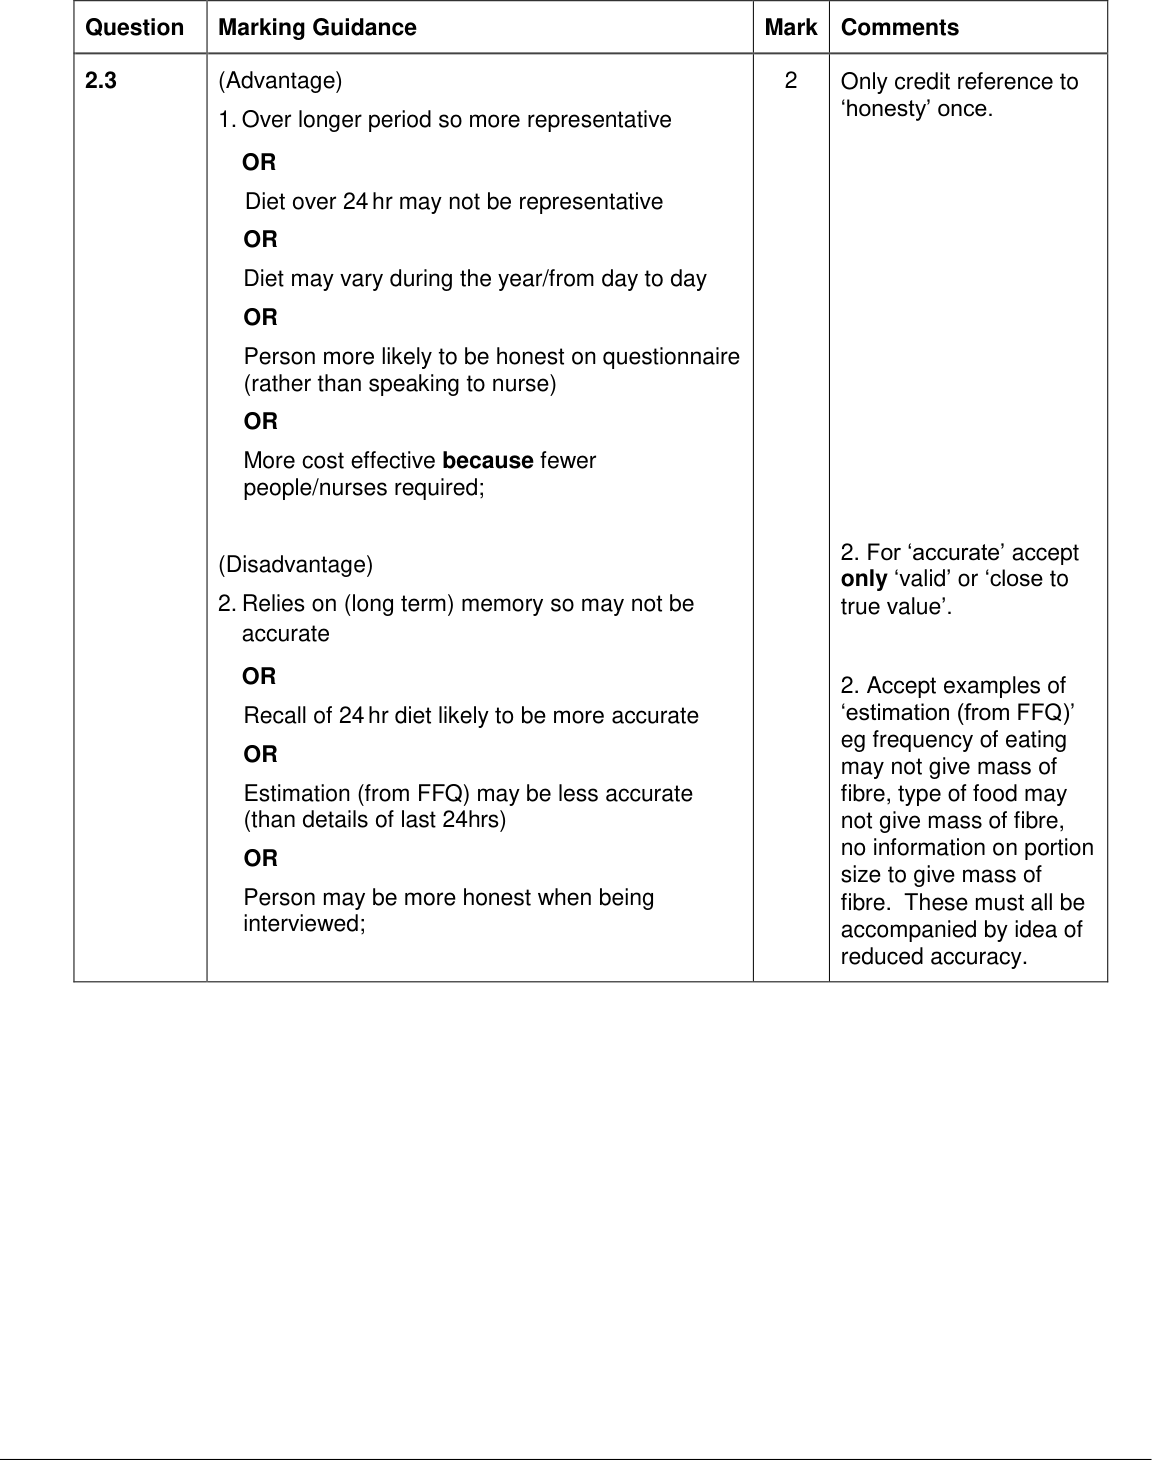 Question Marking Guidance Mark Comments
2.3
(Advantage)
1. Over longer period so more representative
OR
Diet over 24 hr may not be representative
OR
Diet may vary during the year/from day to day
OR
Person more likely to be honest on questionnaire
(rather than speaking to nurse)
OR
More cost effective because fewer
people/nurses required;
(Disadvantage)
2. Relies on (long term) memory so may not be
accurate
OR
Recall of 24 hr diet likely to be more accurate
OR
Estimation (from FFQ) may be less accurate
(than details of last 24hrs)
OR
Person may be more honest when being
interviewed;
2
Only credit reference to
‘honesty’ once.
2. For ‘accurate’ accept
only ‘valid’ or ‘close to
true value’.
2. Accept examples of
‘estimation (from FFQ)’
eg frequency of eating
may not give mass of
fibre, type of food may
not give mass of fibre,
no information on portion
size to give mass of
fibre. These must all be
accompanied by idea of
reduced accuracy.